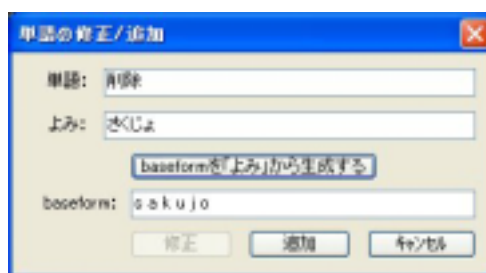 単語の修正/追加
単語: 削除
よみ: さくじょ
baseformを「よみ」から生成する
baseform: s a k u j o
修正 追加 キャンセル